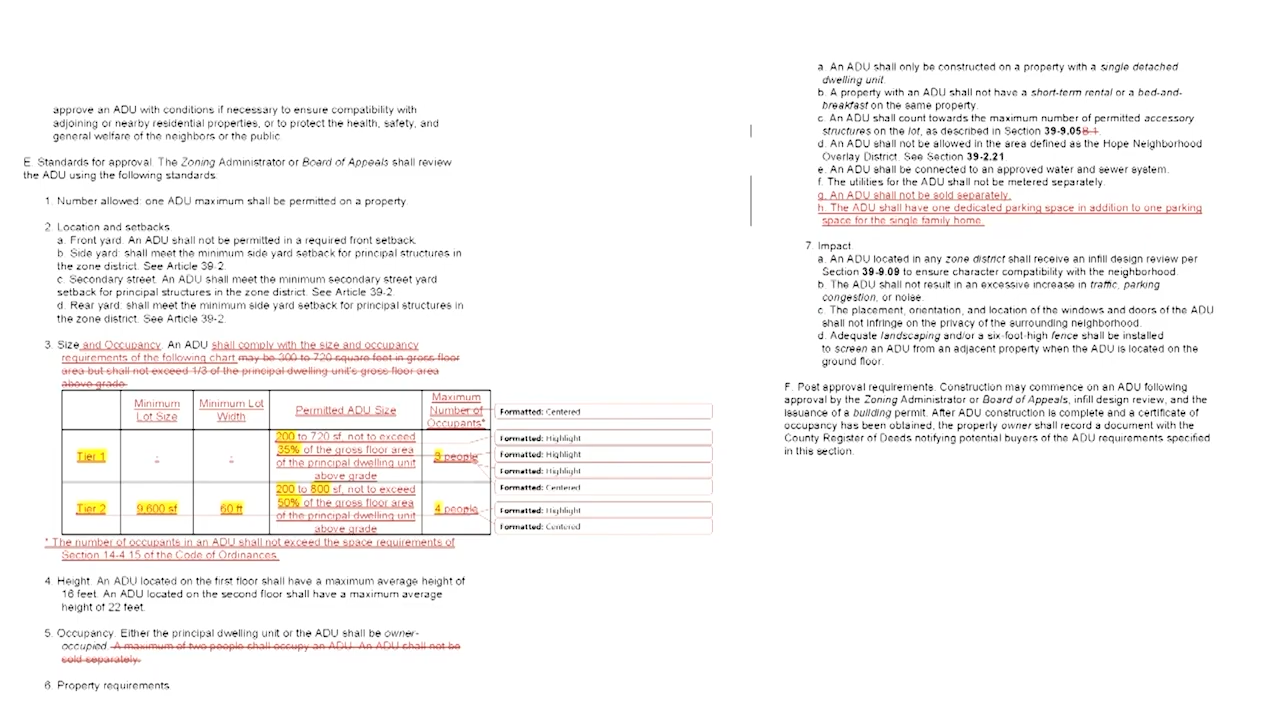 approve an ADU with conditions if necessary to ensure compatibility with
adjoining or nearby residential properties, or to protect the health, safety, and
general welfare of the neighbors or the public.
E. Standards for approval. The Zoning Administrator or Board of Appeals shall review
the ADU using the following standards:
1. Number allowed: one ADU maximum shall be permitted on a property.
2. Location and setbacks
a. Front yard. An ADU shall not be permitted in a required front setback.
b. Side yard: shall meet the minimum side yard setback for principal structures in
the zone district. See Article 39-2.
c. Secondary street. An ADU shall meet the minimum secondary street yard
setback for principal structures in the zone district. See Article 39-2.
d. Rear yard: shall meet the minimum side yard setback for principal structures in
the zone district. See Article 39-2.
3. Size and Occupancy. An ADU shall comply with the size and occupancy
requirements of the following chart may be 300 to 720 square feet in gross floor
area but shall not exceed 1/3 of the principal dwelling unit's gross floor area
above grade.
Minimum Lot Size
Minimum Lot Width
Permitted ADU Size
Maximum Number of Occupants*
Tier 1
-
-
200 to 720 sf, not to exceed
35% of the gross floor area
of the principal dwelling unit
above grade
3 people
Tier 2
9,600 sf
60 ft
200 to 800 sf, not to exceed
50% of the gross floor area
of the principal dwelling unit
above grade
4 people
Formatted: Centered
Formatted: Highlight
Formatted: Highlight
Formatted: Highlight
Formatted: Centered
Formatted: Highlight
Formatted: Centered
* The number of occupants in an ADU shall not exceed the space requirements of
Section 14-4.15 of the Code of Ordinances.
4. Height. An ADU located on the first floor shall have a maximum average height of
16 feet. An ADU located on the second floor shall have a maximum average
height of 22 feet.
5. Occupancy. Either the principal dwelling unit or the ADU shall be owner-
occupied. A maximum of two people shall occupy an ADU. An ADU shall not be
sold separately.
6. Property requirements
a. An ADU shall only be constructed on a property with a single detached
dwelling unit.
b. A property with an ADU shall not have a short-term rental or a bed-and-
breakfast on the same property.
c. An ADU shall count towards the maximum number of permitted accessory
structures on the lot, as described in Section 39-9.05B.1.
d. An ADU shall not be allowed in the area defined as the Hope Neighborhood
Overlay District. See Section 39-2.21
e. An ADU shall be connected to an approved water and sewer system.
f. The utilities for the ADU shall not be metered separately.
g. An ADU shall not be sold separately.
h. The ADU shall have one dedicated parking space in addition to one parking
space for the single family home.
7. Impact
a. An ADU located in any zone district shall receive an infill design review per
Section 39-9.09 to ensure character compatibility with the neighborhood.
b. The ADU shall not result in an excessive increase in traffic, parking
congestion, or noise.
c. The placement, orientation, and location of the windows and doors of the ADU
shall not infringe on the privacy of the surrounding neighborhood.
d. Adequate landscaping and/or a six-foot-high fence shall be installed
to screen an ADU from an adjacent property when the ADU is located on the
ground floor.
F. Post approval requirements. Construction may commence on an ADU following
approval by the Zoning Administrator or Board of Appeals, infill design review, and the
issuance of a building permit. After ADU construction is complete and a certificate of
occupancy has been obtained, the property owner shall record a document with the
County Register of Deeds notifying potential buyers of the ADU requirements specified
in this section.